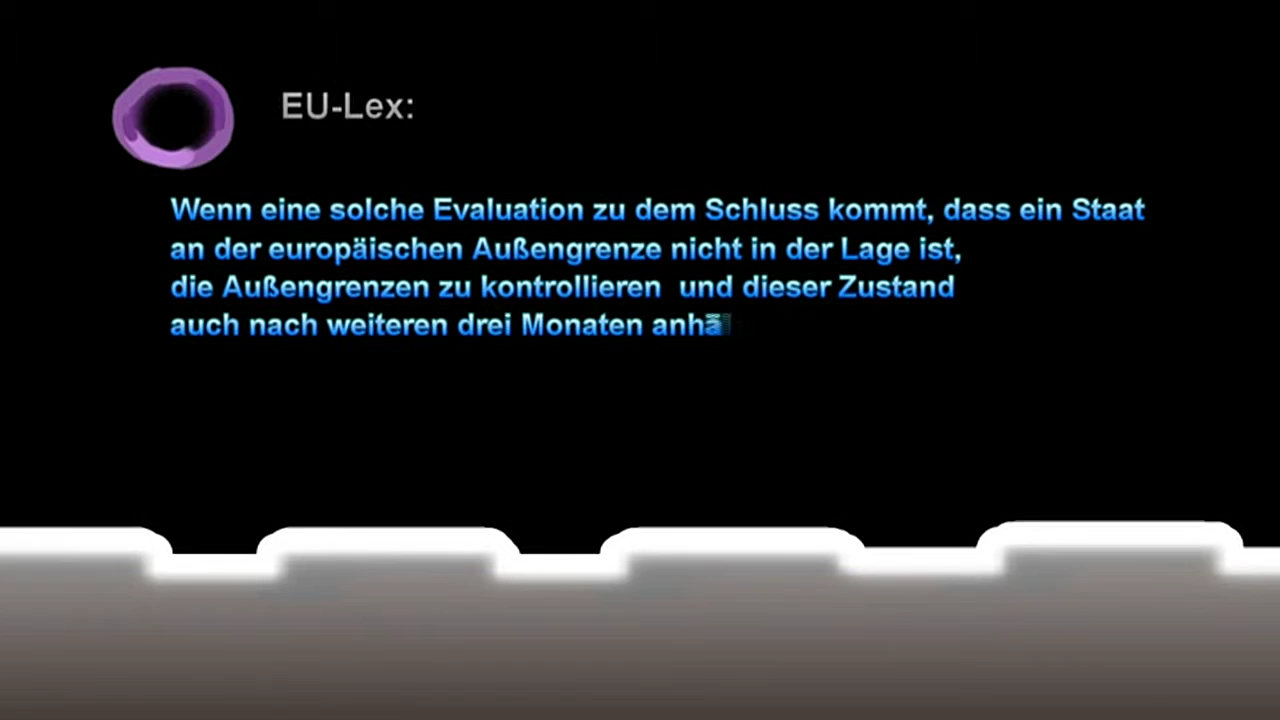 EU-Lex:
Wenn eine solche Evaluation zu dem Schluss kommt, dass ein Staat
an der europäischen Außengrenze nicht in der Lage ist,
die Außengrenzen zu kontrollieren und dieser Zustand
auch nach weiteren drei Monaten